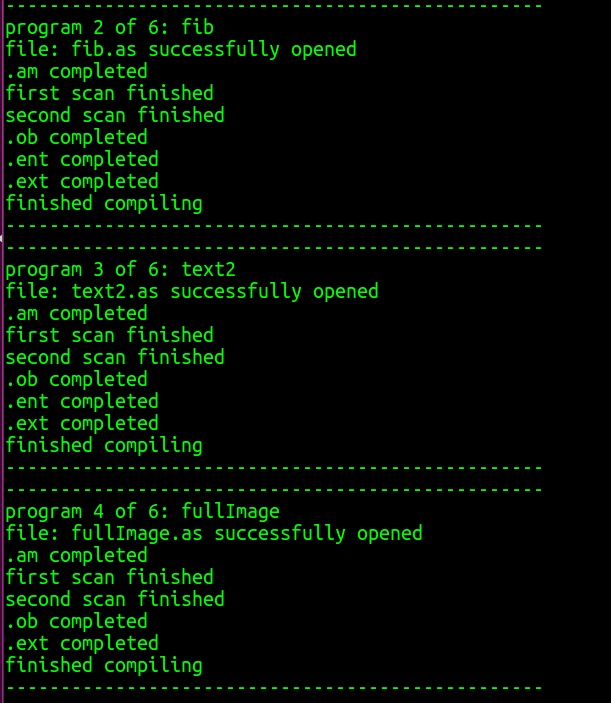 --------------------------------------------------
program 2 of 6: fib
file: fib.as successfully opened
.am completed
first scan finished
second scan finished
.ob completed
.ent completed
.ext completed
finished compiling
--------------------------------------------------
--------------------------------------------------
program 3 of 6: text2
file: text2.as successfully opened
.am completed
first scan finished
second scan finished
.ob completed
.ent completed
.ext completed
finished compiling
--------------------------------------------------
--------------------------------------------------
program 4 of 6: fullImage
file: fullImage.as successfully opened
.am completed
first scan finished
second scan finished
.ob completed
.ext completed
finished compiling
--------------------------------------------------